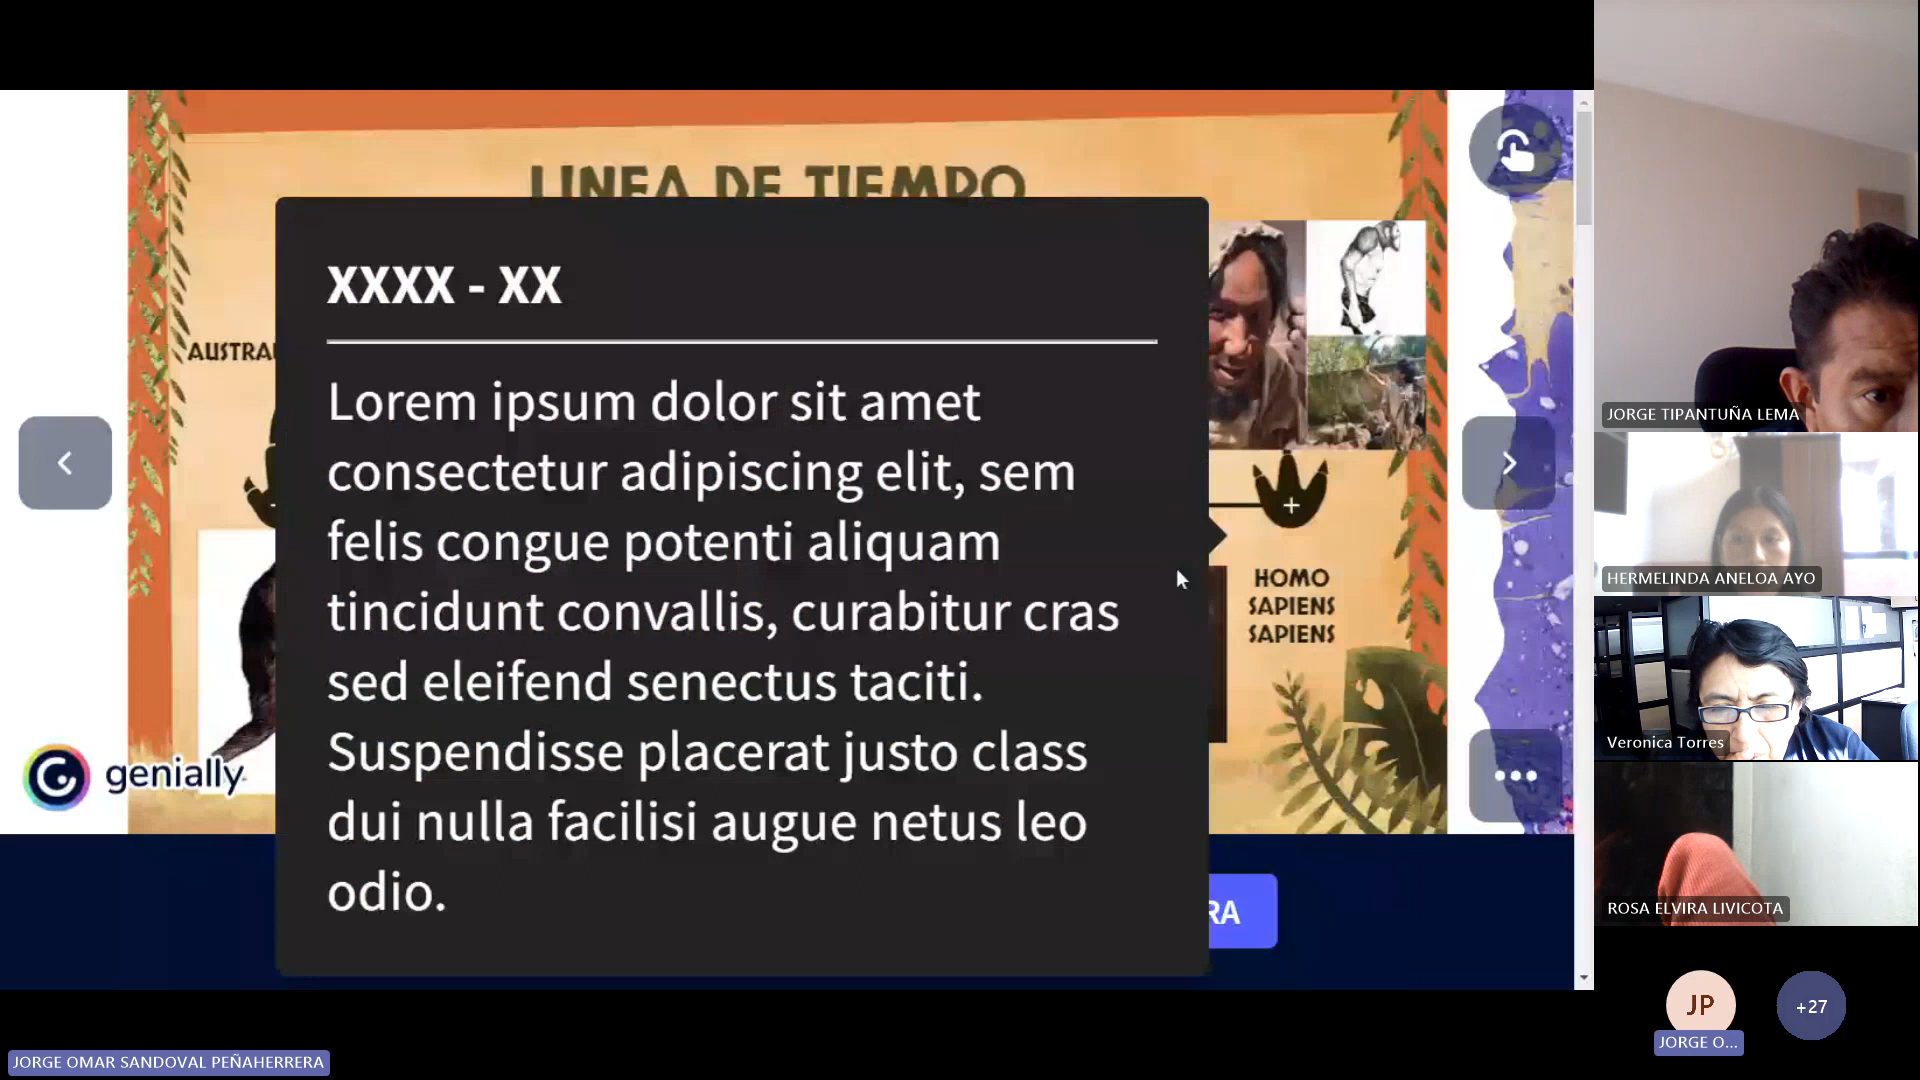 LINEA DE TIEMPO
XXXX - XX
Lorem ipsum dolor sit amet
consectetur adipiscing elit, sem
felis congue potenti aliquam
tincidunt convallis, curabitur cras
sed eleifend senectus taciti.
Suspendisse placerat justo class
dui nulla facilisi augue netus leo
odio.
AUSTRA
HOMO
SAPIENS
SAPIENS
genially
RA
JORGE TIPANTUÑA LEMA
HERMELINDA ANELOA AYO
Veronica Torres
ROSA ELVIRA LIVICOTA
JP
+27
JORGE O...
JORGE OMAR SANDOVAL PEÑAHERRERA